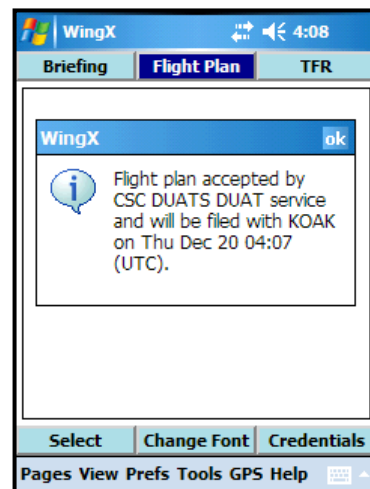 WingX 4:08
Briefing Flight Plan TFR
WingX ok
Flight plan accepted by
CSC DUATS DUAT service
and will be filed with KOAK
on Thu Dec 20 04:07
(UTC).
Select Change Font Credentials
Pages View Prefs Tools GPS Help